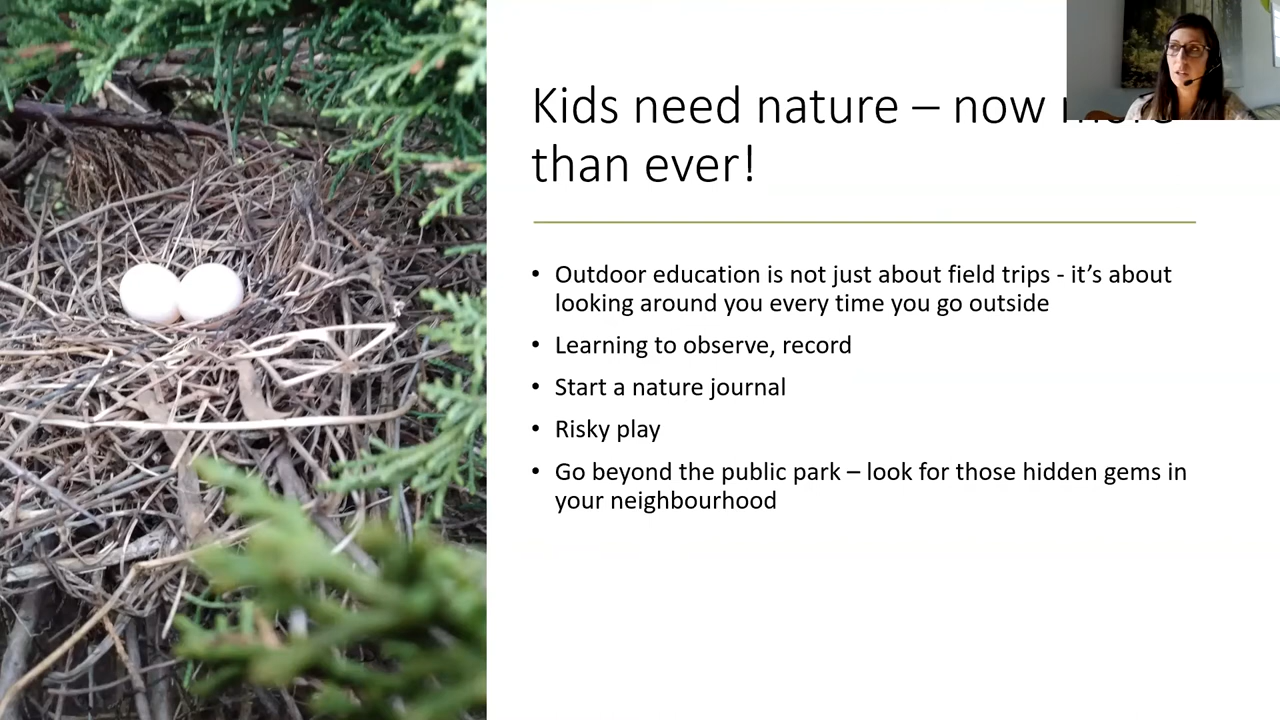 Kids need nature – now more
than ever!
• Outdoor education is not just about field trips - it’s about
looking around you every time you go outside
• Learning to observe, record
• Start a nature journal
• Risky play
• Go beyond the public park – look for those hidden gems in
your neighbourhood